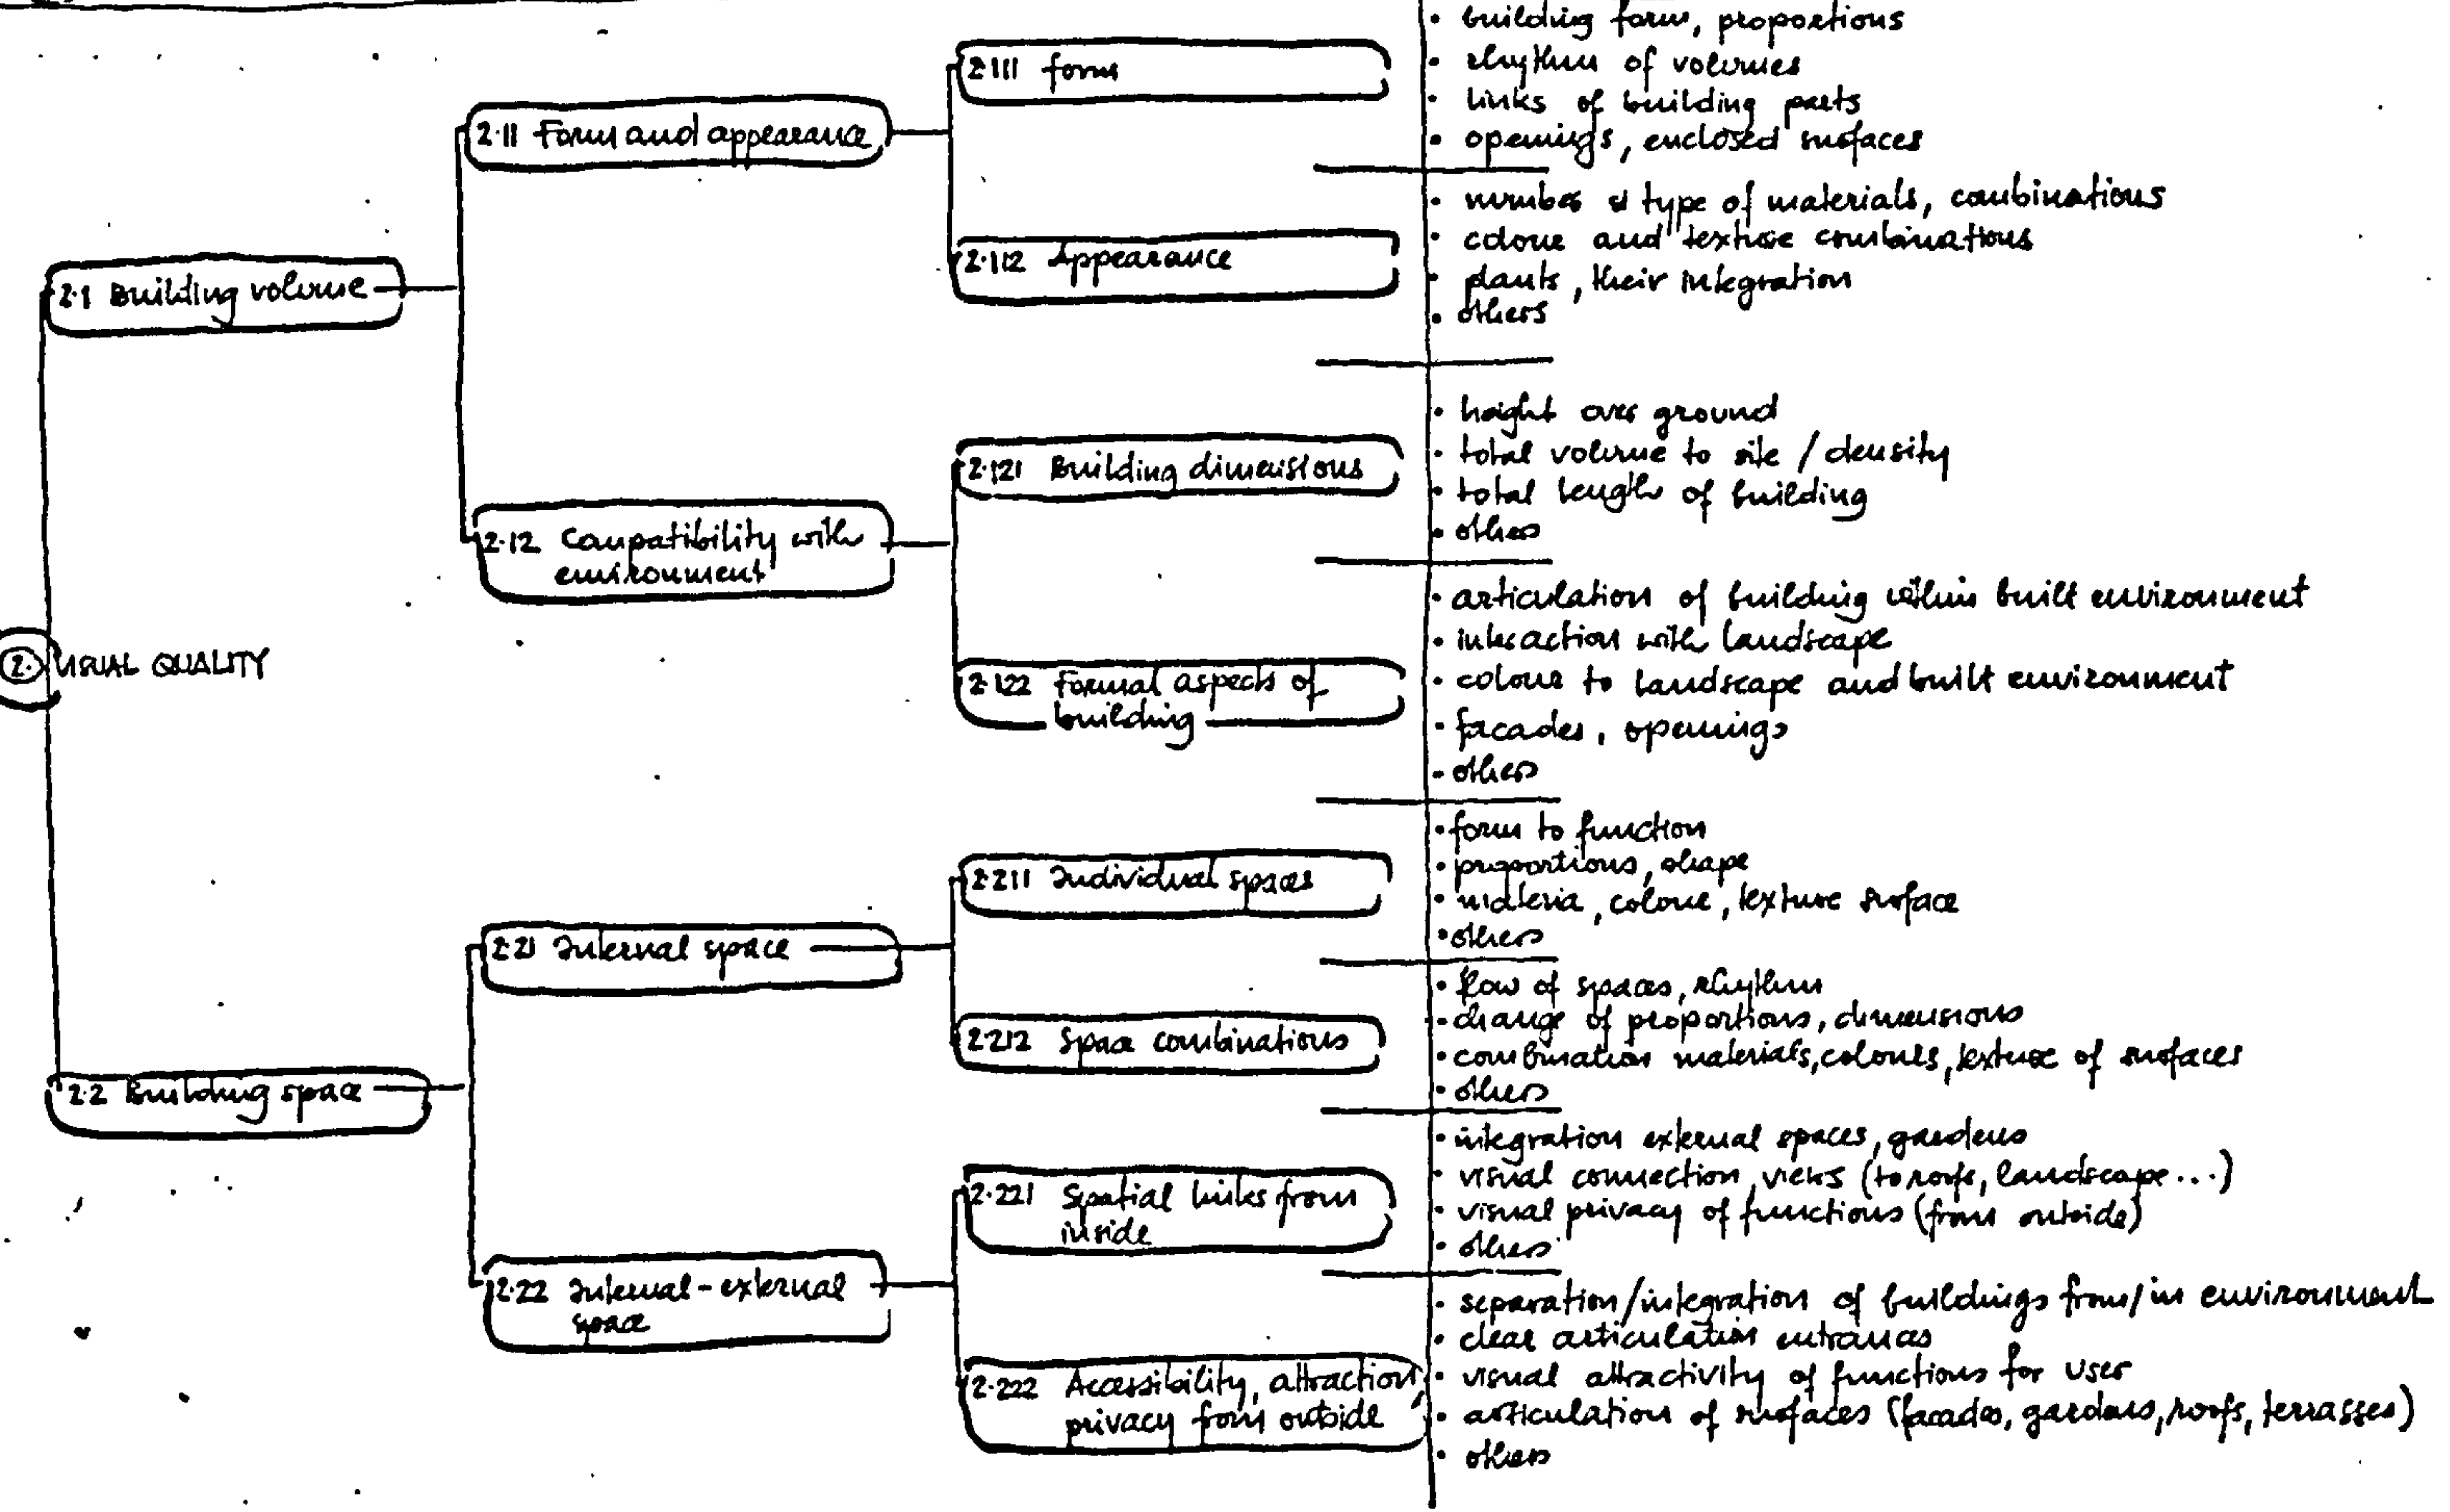 ② VISUAL QUALITY
2.1 Building volume
2.11 Form and appearance
2.111 form
• building form, proportions
• rhythm of volumes
• links of building parts
• openings, enclosed surfaces
2.112 Appearance
• number & type of materials, combinations
• colour and texture combinations
• plants, their integration
• others
2.12 Compatibility with
environment
2.121 Building dimensions
• height over ground
• total volume to site / density
• total length of building
• others
2.122 Formal aspects of
building
• articulation of building within built environment
• interaction with landscape
• colour to landscape and built environment
• facades, openings
• others
2.2 Building space
2.21 Internal space
2.211 Individual spaces
• form to function
• proportions, shape
• materia, colour, texture surface
• others
2.212 Space combinations
• flow of spaces, rhythm
• change of proportions, dimensions
• combination materials, colours, texture of surfaces
• others
2.22 Internal-external
space
2.221 Spatial links from
inside
• integration external spaces, gardens
• visual connection, views (to roofs, landscape...)
• visual privacy of functions (from outside)
• others
2.222 Accessibility, attraction,
privacy from outside
• separation/integration of buildings from/in environment
• clear articulation entrances
• visual attractivity of functions for user
• articulation of surfaces (facades, gardens, roofs, terrasses)
• others